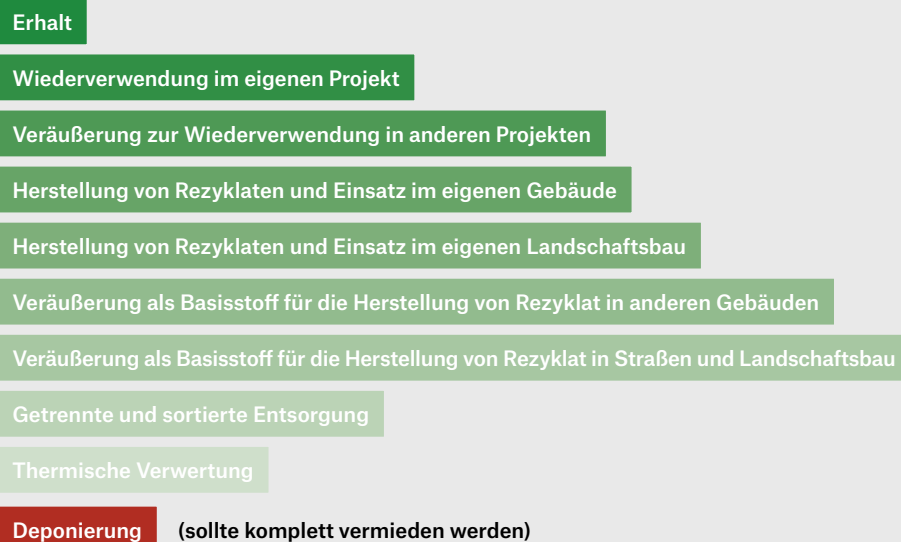 Erhalt
Wiederverwendung im eigenen Projekt
Veräußerung zur Wiederverwendung in anderen Projekten
Herstellung von Rezyklaten und Einsatz im eigenen Gebäude
Herstellung von Rezyklaten und Einsatz im eigenen Landschaftsbau
Veräußerung als Basisstoff für die Herstellung von Rezyklat in anderen Gebäuden
Veräußerung als Basisstoff für die Herstellung von Rezyklat in Straßen und Landschaftsbau
Getrennte und sortierte Entsorgung
Thermische Verwertung
Deponierung (sollte komplett vermieden werden)